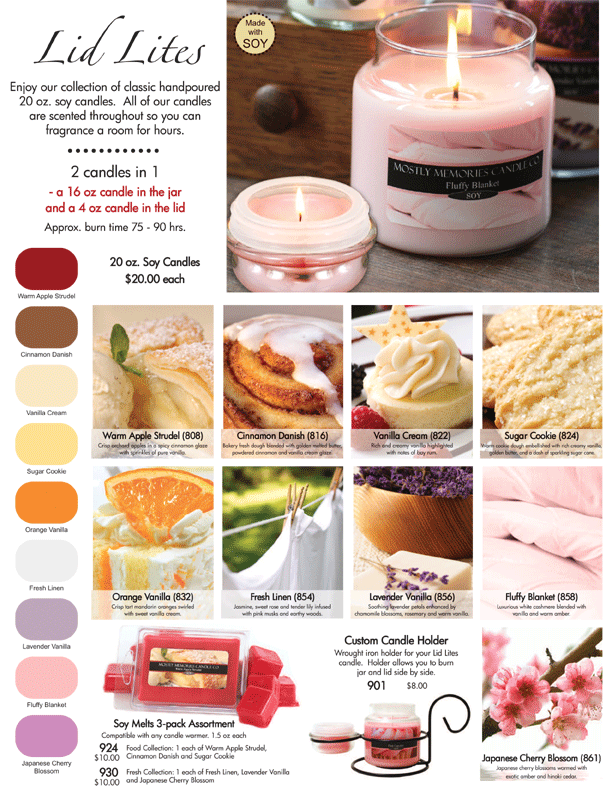 Lid Lites
Made
with
SOY
Enjoy our collection of classic handpoured
20 oz. soy candles. All of our candles
are scented throughout so you can
fragrance a room for hours.
2 candles in 1
- a 16 oz candle in the jar
and a 4 oz candle in the lid
Approx. burn time 75 - 90 hrs.
20 oz. Soy Candles
$20.00 each
MOSTLY MEMORIES CANDLE CO.
Fluffy Blanket
SOY
Warm Apple Strudel
Cinnamon Danish
Vanilla Cream
Sugar Cookie
Orange Vanilla
Fresh Linen
Lavender Vanilla
Fluffy Blanket
Japanese Cherry
Blossom
Warm Apple Strudel (808)
Crisp orchard apples in a spicy cinnamon glaze
with sprinkles of pure vanilla.
Cinnamon Danish (816)
Bakery fresh dough blended with golden melted butter,
powdered cinnamon and vanilla cream glaze.
Vanilla Cream (822)
Rich and creamy vanilla highlighted
with notes of bay rum.
Sugar Cookie (824)
Warm cookie dough embellished with rich creamy vanilla,
golden butter, and a dash of sparkling sugar cane.
Orange Vanilla (832)
Crisp tart mandarin oranges swirled
with sweet vanilla cream.
Fresh Linen (854)
Jasmine, sweet rose and tender lily infused
with pink musks and earthy woods.
Lavender Vanilla (856)
Soothing lavender petals enhanced by
chamomile blossoms, rosemary and warm vanilla.
Fluffy Blanket (858)
Luxurious white cashmere blended with
vanilla and warm amber.
MOSTLY MEMORIES CANDLE CO.
Soy Melts 3-pack Assortment
Compatible with any candle warmer. 1.5 oz each
924 Food Collection: 1 each of Warm Apple Strudel,
$10.00 Cinnamon Danish and Sugar Cookie
930 Fresh Collection: 1 each of Fresh Linen, Lavender Vanilla
$10.00 and Japanese Cherry Blossom
Custom Candle Holder
Wrought iron holder for your Lid Lites
candle. Holder allows you to burn
jar and lid side by side.
901 $8.00
Japanese Cherry Blossom (861)
Japanese cherry blossoms warmed with
exotic amber and hinoki cedar.